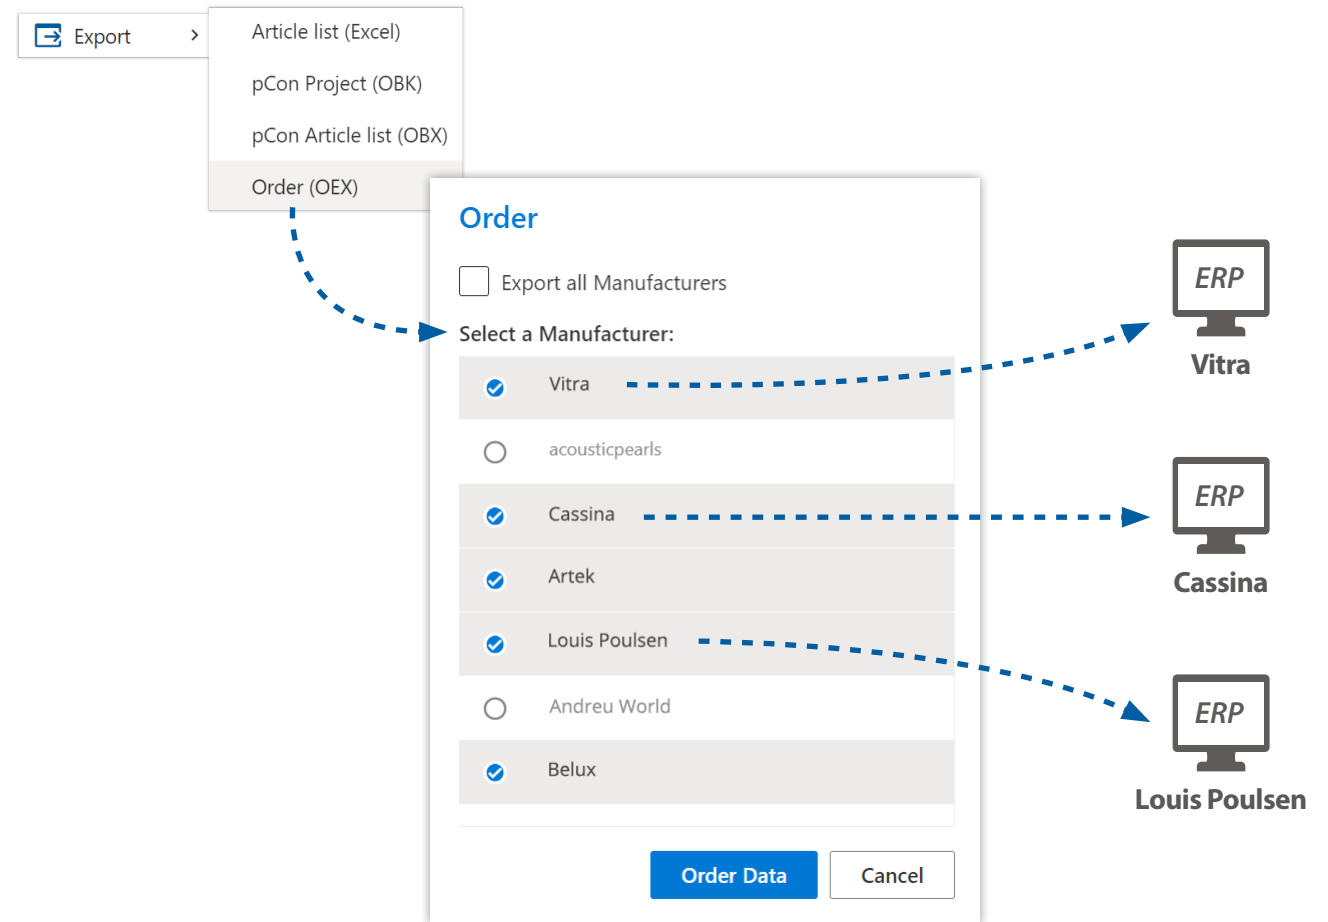 Export
Article list (Excel)
pCon Project (OBK)
pCon Article list (OBX)
Order (OEX)
Order
Export all Manufacturers
Select a Manufacturer:
Vitra
acousticpearls
Cassina
Artek
Louis Poulsen
Andreu World
Belux
Order Data
Cancel
ERP
Vitra
ERP
Cassina
ERP
Louis Poulsen